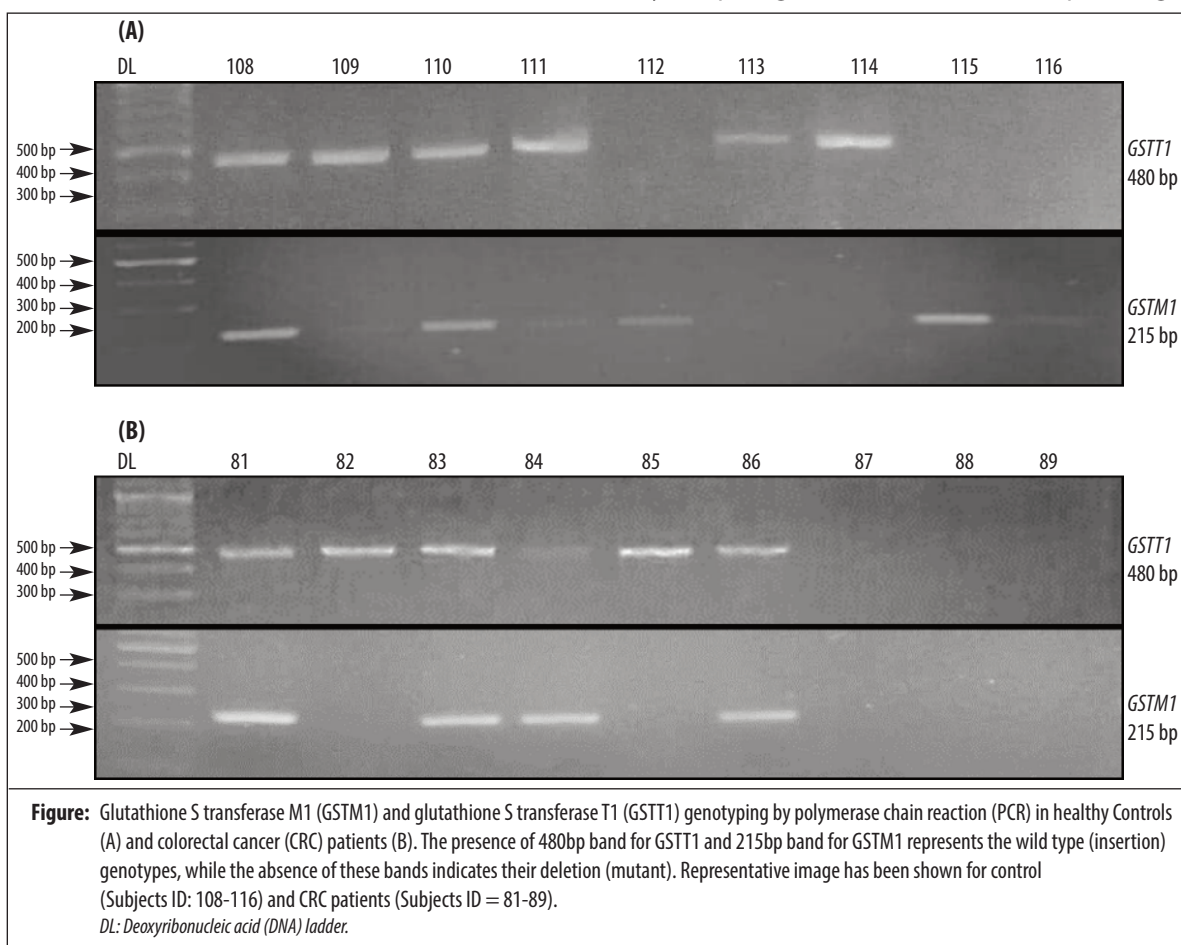 (A)
DL 108 109 110 111 112 113 114 115 116
500 bp
400 bp
300 bp
GSTT1
480 bp
500 bp
400 bp
300 bp
200 bp
GSTM1
215 bp
(B)
DL 81 82 83 84 85 86 87 88 89
500 bp
400 bp
300 bp
GSTT1
480 bp
500 bp
400 bp
300 bp
200 bp
GSTM1
215 bp
Figure: Glutathione S transferase M1 (GSTM1) and glutathione S transferase T1 (GSTT1) genotyping by polymerase chain reaction (PCR) in healthy Controls
(A) and colorectal cancer (CRC) patients (B). The presence of 480bp band for GSTT1 and 215bp band for GSTM1 represents the wild type (insertion)
genotypes, while the absence of these bands indicates their deletion (mutant). Representative image has been shown for control
(Subjects ID: 108-116) and CRC patients (Subjects ID = 81-89).
DL: Deoxyribonucleic acid (DNA) ladder.